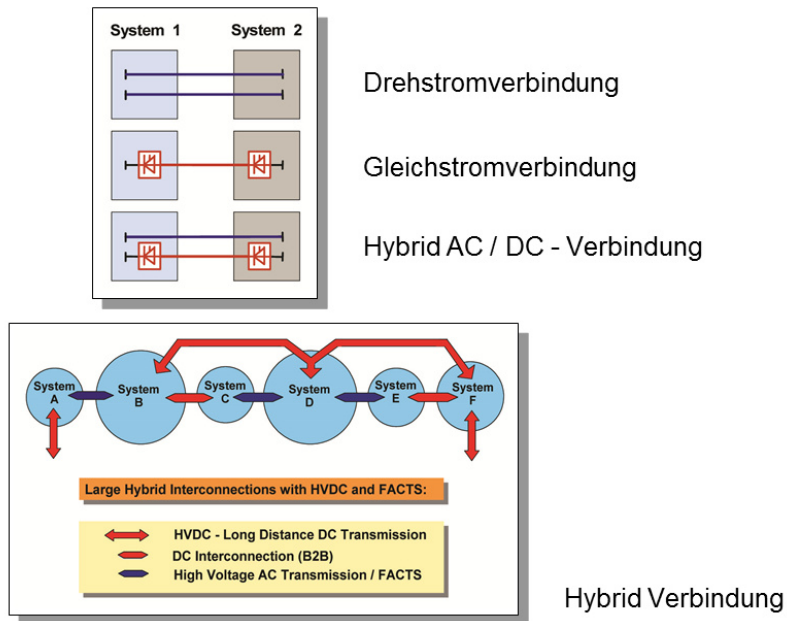 System 1 System 2
Drehstromverbindung
Gleichstromverbindung
Hybrid AC / DC - Verbindung
System A
System B
System C
System D
System E
System F
Large Hybrid Interconnections with HVDC and FACTS:
HVDC - Long Distance DC Transmission
DC Interconnection (B2B)
High Voltage AC Transmission / FACTS
Hybrid Verbindung